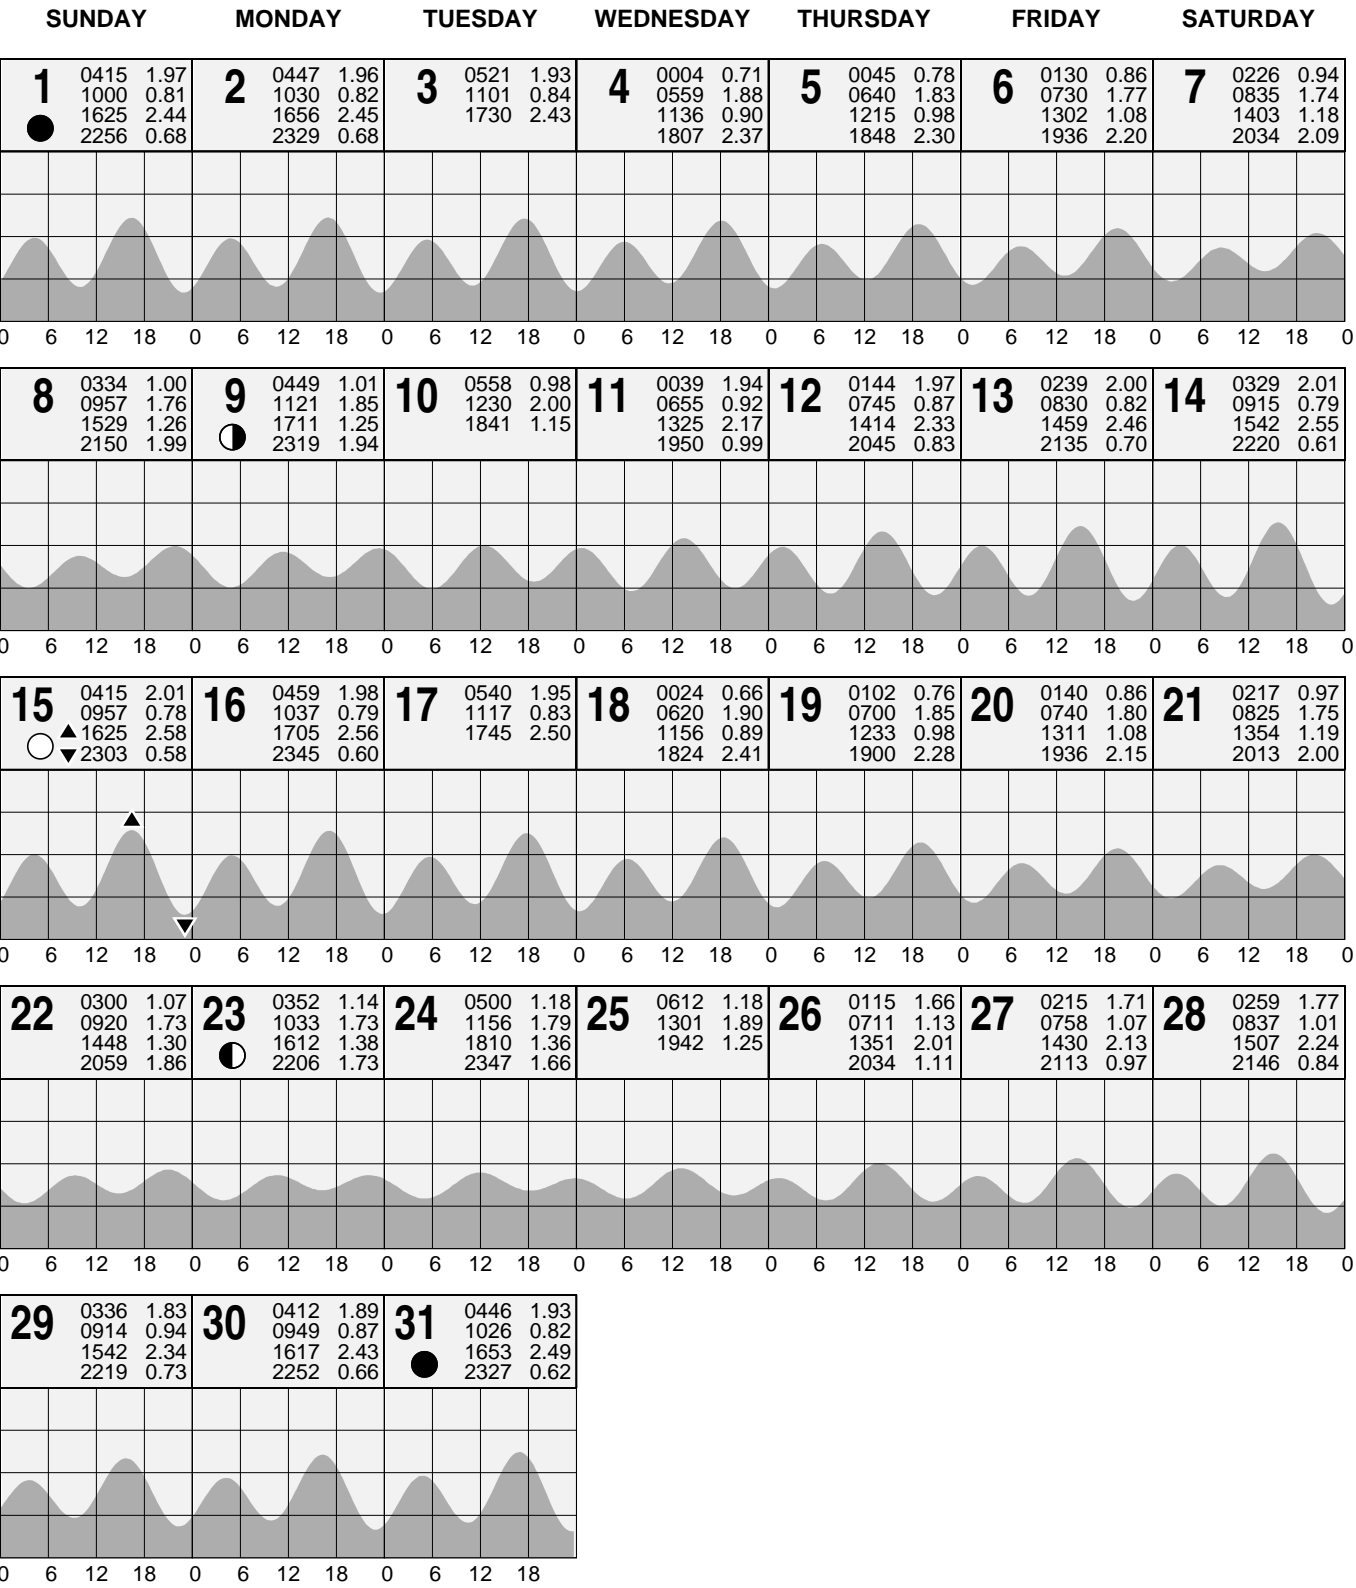 SUNDAY MONDAY TUESDAY WEDNESDAY THURSDAY FRIDAY SATURDAY
1 0415 1.97 2 0447 1.96 3 0521 1.93 4 0004 0.71 5 0045 0.78 6 0130 0.86 7 0226 0.94
1000 0.81 1030 0.82 1101 0.84 0559 1.88 0640 1.83 0730 1.77 0835 1.74
1625 2.44 1656 2.45 1730 2.43 1136 0.90 1215 0.98 1302 1.08 1403 1.18
2256 0.68 2329 0.68 1807 2.37 1848 2.30 1936 2.20 2034 2.09
0 6 12 18 0 6 12 18 0 6 12 18 0 6 12 18 0 6 12 18 0 6 12 18 0 6 12 18 0
8 0334 1.00 9 0449 1.01 10 0558 0.98 11 0039 1.94 12 0144 1.97 13 0239 2.00 14 0329 2.01
0957 1.76 1121 1.85 1230 2.00 0655 0.92 0745 0.87 0830 0.82 0915 0.79
1529 1.26 1711 1.25 1841 1.15 1325 2.17 1414 2.33 1459 2.46 1542 2.55
2150 1.99 2319 1.94 1950 0.99 2045 0.83 2135 0.70 2220 0.61
0 6 12 18 0 6 12 18 0 6 12 18 0 6 12 18 0 6 12 18 0 6 12 18 0 6 12 18 0
15 0415 2.01 16 0459 1.98 17 0540 1.95 18 0024 0.66 19 0102 0.76 20 0140 0.86 21 0217 0.97
0957 0.78 1037 0.79 1117 0.83 0620 1.90 0700 1.85 0740 1.80 0825 1.75
1625 2.58 1705 2.56 1745 2.50 1156 0.89 1233 0.98 1311 1.08 1354 1.19
2303 0.58 2345 0.60 1824 2.41 1900 2.28 1936 2.15 2013 2.00
0 6 12 18 0 6 12 18 0 6 12 18 0 6 12 18 0 6 12 18 0 6 12 18 0 6 12 18 0
22 0300 1.07 23 0352 1.14 24 0500 1.18 25 0612 1.18 26 0115 1.66 27 0215 1.71 28 0259 1.77
0920 1.73 1033 1.73 1156 1.79 1301 1.89 0711 1.13 0758 1.07 0837 1.01
1448 1.30 1612 1.38 1810 1.36 1942 1.25 1351 2.01 1430 2.13 1507 2.24
2059 1.86 2206 1.73 2347 1.66 2034 1.11 2113 0.97 2146 0.84
0 6 12 18 0 6 12 18 0 6 12 18 0 6 12 18 0 6 12 18 0 6 12 18 0 6 12 18 0
29 0336 1.83 30 0412 1.89 31 0446 1.93
0914 0.94 0949 0.87 1026 0.82
1542 2.34 1617 2.43 1653 2.49
2219 0.73 2252 0.66 2327 0.62
0 6 12 18 0 6 12 18 0 6 12 18